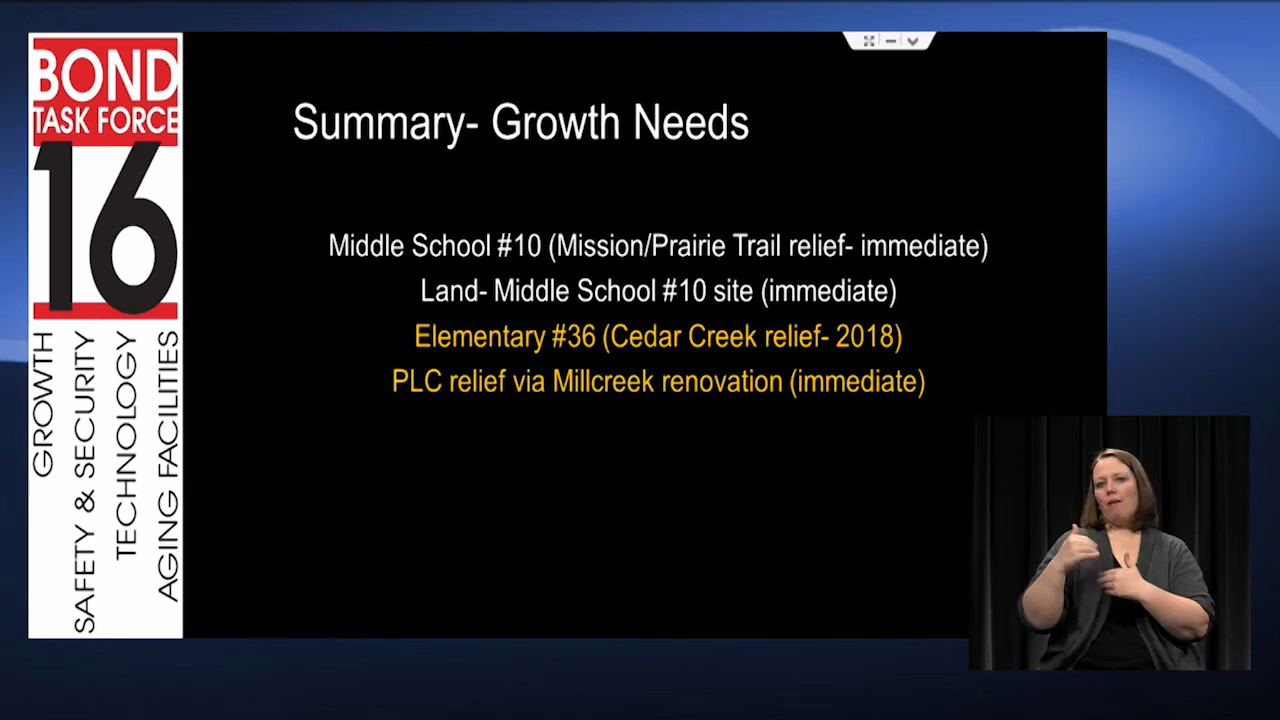 BOND
TASK FORCE
16
GROWTH
SAFETY & SECURITY
TECHNOLOGY
AGING FACILITIES
Summary- Growth Needs
Middle School #10 (Mission/Prairie Trail relief- immediate)
Land- Middle School #10 site (immediate)
Elementary #36 (Cedar Creek relief- 2018)
PLC relief via Millcreek renovation (immediate)